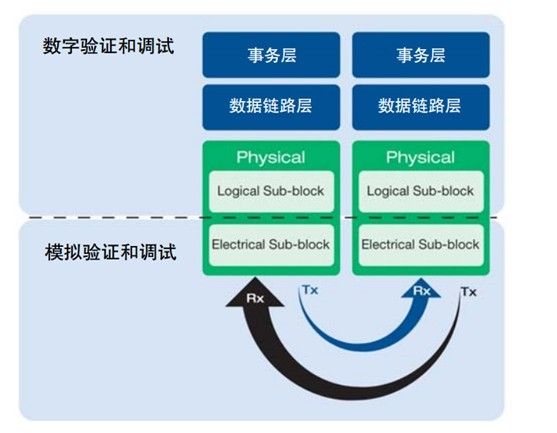 数字验证和调试
事务层
事务层
数据链路层
数据链路层
Physical
Physical
Logical Sub-block
Logical Sub-block
模拟验证和调试
Electrical Sub-block
Electrical Sub-block
Rx
Tx
Rx
Tx